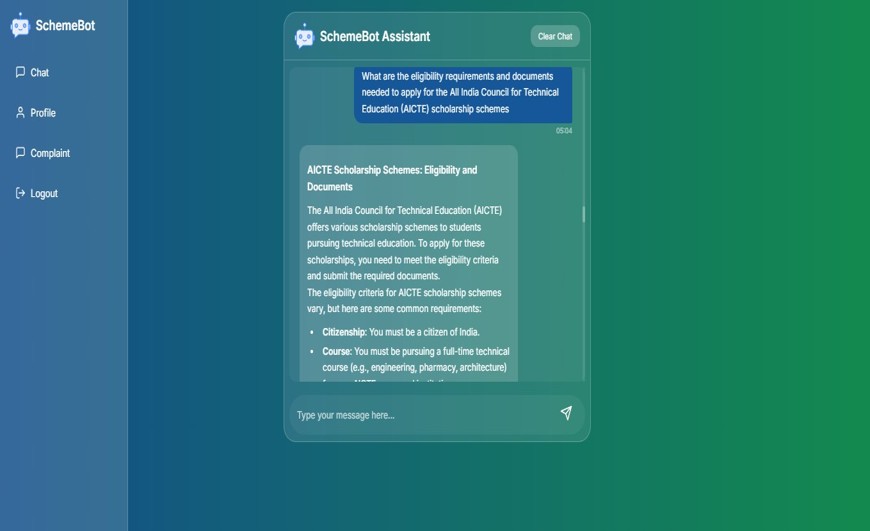 SchemeBot
Chat
Profile
Complaint
Logout
SchemeBot Assistant
Clear Chat
What are the eligibility requirements and documents
needed to apply for the All India Council for Technical
Education (AICTE) scholarship schemes
05:04
AICTE Scholarship Schemes: Eligibility and
Documents
The All India Council for Technical Education (AICTE)
offers various scholarship schemes to students
pursuing technical education. To apply for these
scholarships, you need to meet the eligibility criteria
and submit the required documents.
The eligibility criteria for AICTE scholarship schemes
vary, but here are some common requirements:
• Citizenship: You must be a citizen of India.
• Course: You must be pursuing a full-time technical
course (e.g., engineering, pharmacy, architecture)
Type your message here...